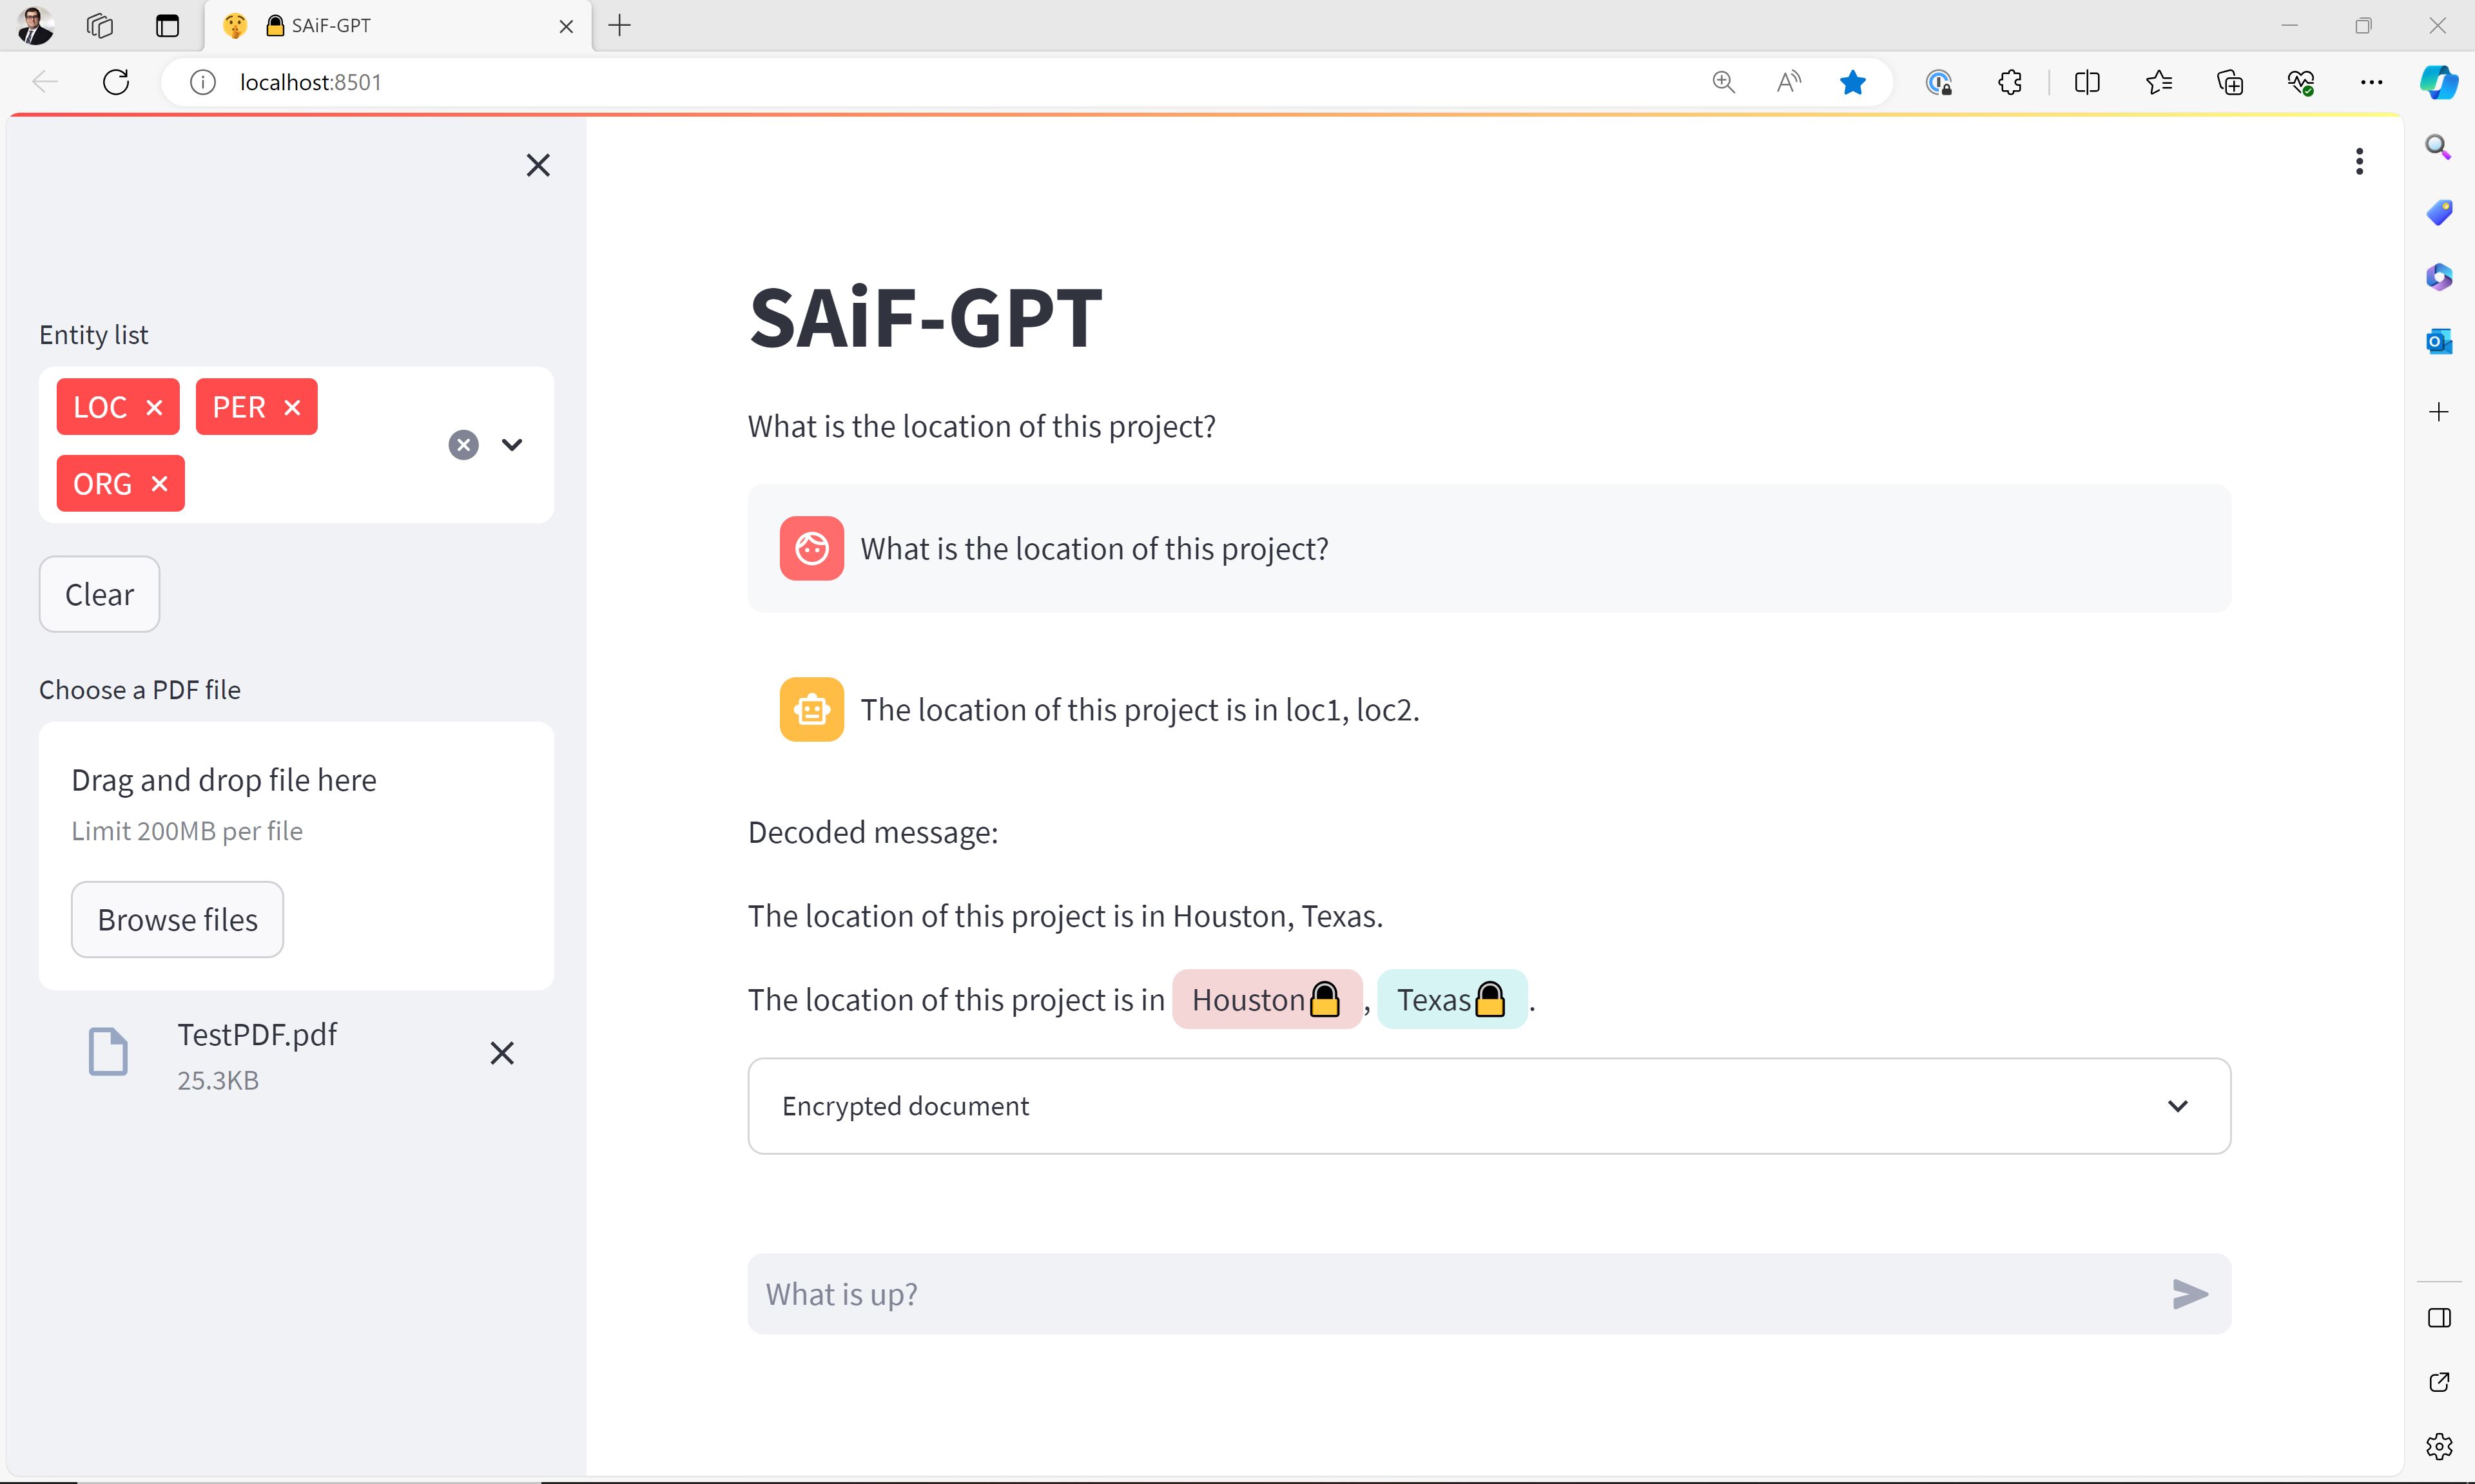 SAiF-GPT
localhost:8501
Entity list
LOC
PER
ORG
Clear
Choose a PDF file
Drag and drop file here
Limit 200MB per file
Browse files
TestPDF.pdf
25.3KB
SAiF-GPT
What is the location of this project?
What is the location of this project?
The location of this project is in loc1, loc2.
Decoded message:
The location of this project is in Houston, Texas.
The location of this project is in Houston🔒, Texas🔒.
Encrypted document
What is up?